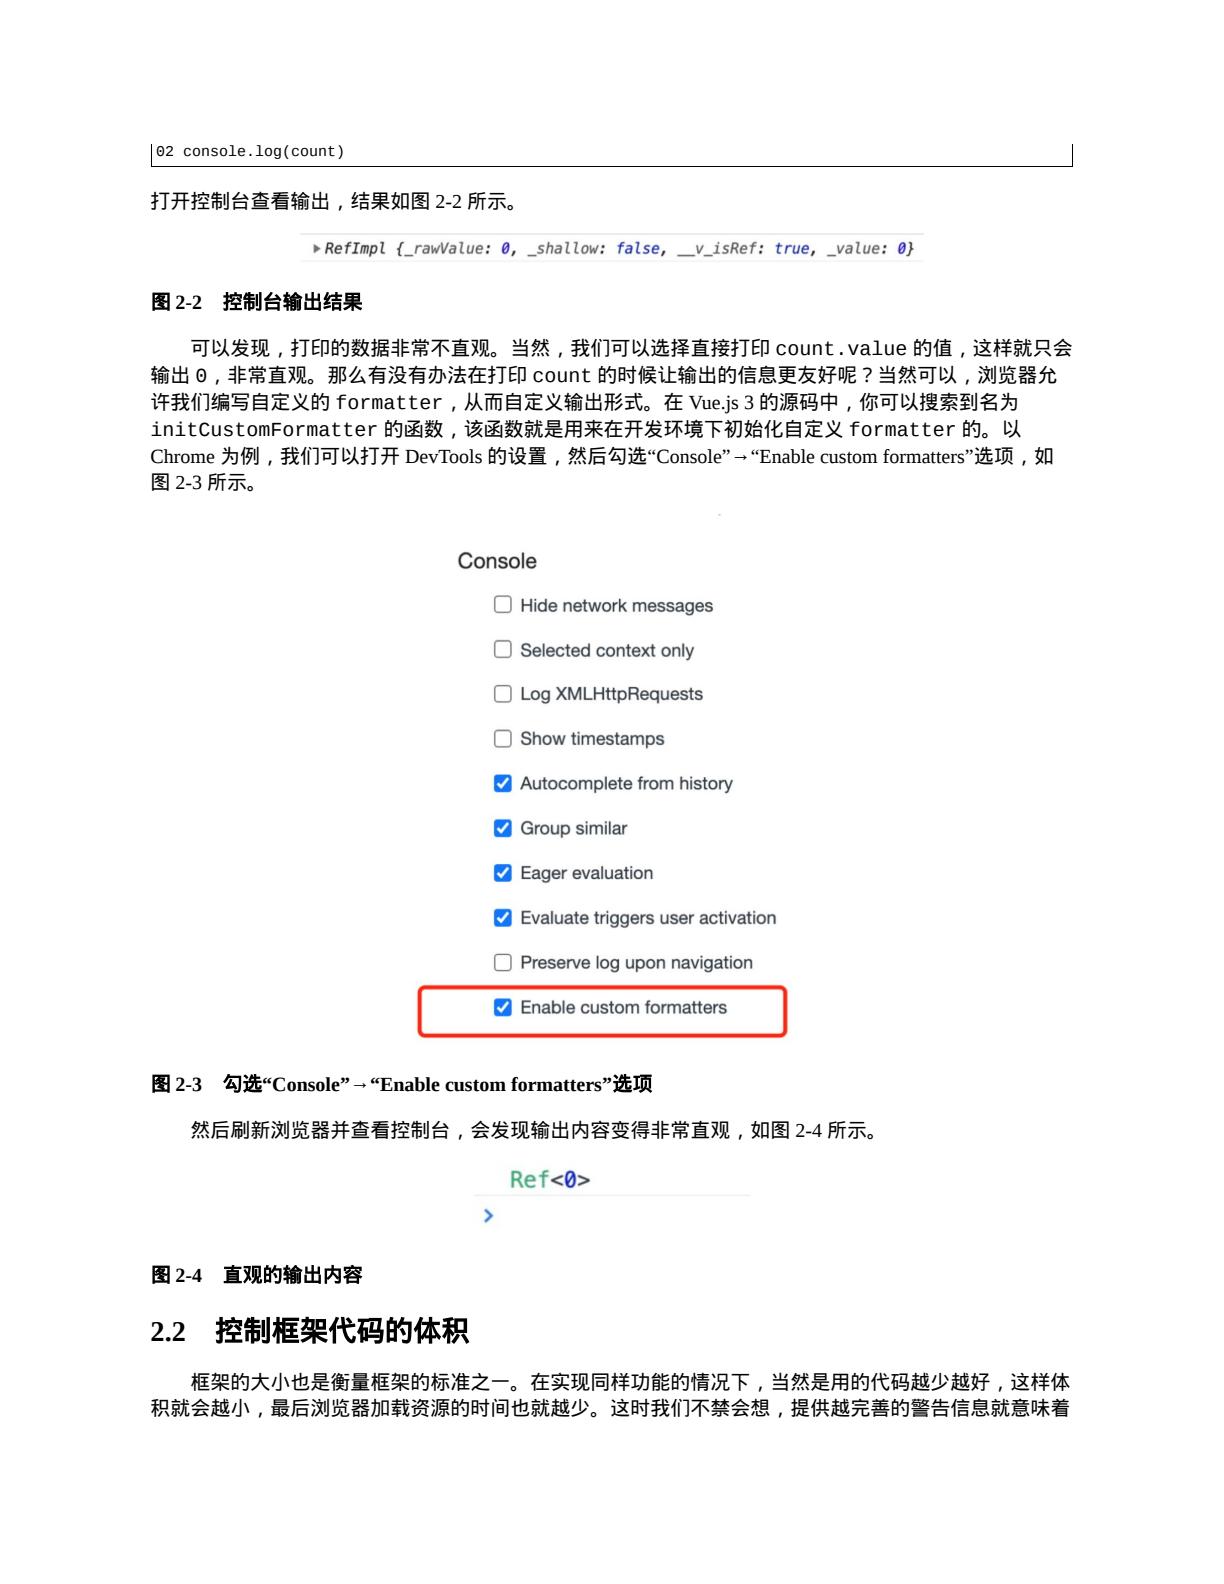 02 console.log(count)
打开控制台查看输出，结果如图 2-2 所示。
▸RefImpl {_rawValue: 0, _shallow: false, __v_isRef: true, _value: 0}
图 2-2　控制台输出结果
可以发现，打印的数据非常不直观。当然，我们可以选择直接打印 count.value 的值，这样就只会
输出 0，非常直观。那么有没有办法在打印 count 的时候让输出的信息更友好呢？当然可以，浏览器允
许我们编写自定义的 formatter，从而自定义输出形式。在 Vue.js 3 的源码中，你可以搜索到名为
initCustomFormatter 的函数，该函数就是用来在开发环境下初始化自定义 formatter 的。以
Chrome 为例，我们可以打开 DevTools 的设置，然后勾选“Console”→“Enable custom formatters”选项，如
图 2-3 所示。
Console
Hide network messages
Selected context only
Log XMLHttpRequests
Show timestamps
Autocomplete from history
Group similar
Eager evaluation
Evaluate triggers user activation
Preserve log upon navigation
Enable custom formatters
图 2-3　勾选“Console”→“Enable custom formatters”选项
然后刷新浏览器并查看控制台，会发现输出内容变得非常直观，如图 2-4 所示。
Ref<0>
>
图 2-4　直观的输出内容
2.2　控制框架代码的体积
框架的大小也是衡量框架的标准之一。在实现同样功能的情况下，当然是用的代码越少越好，这样体
积就会越小，最后浏览器加载资源的时间也就越少。这时我们不禁会想，提供越完善的警告信息就意味着